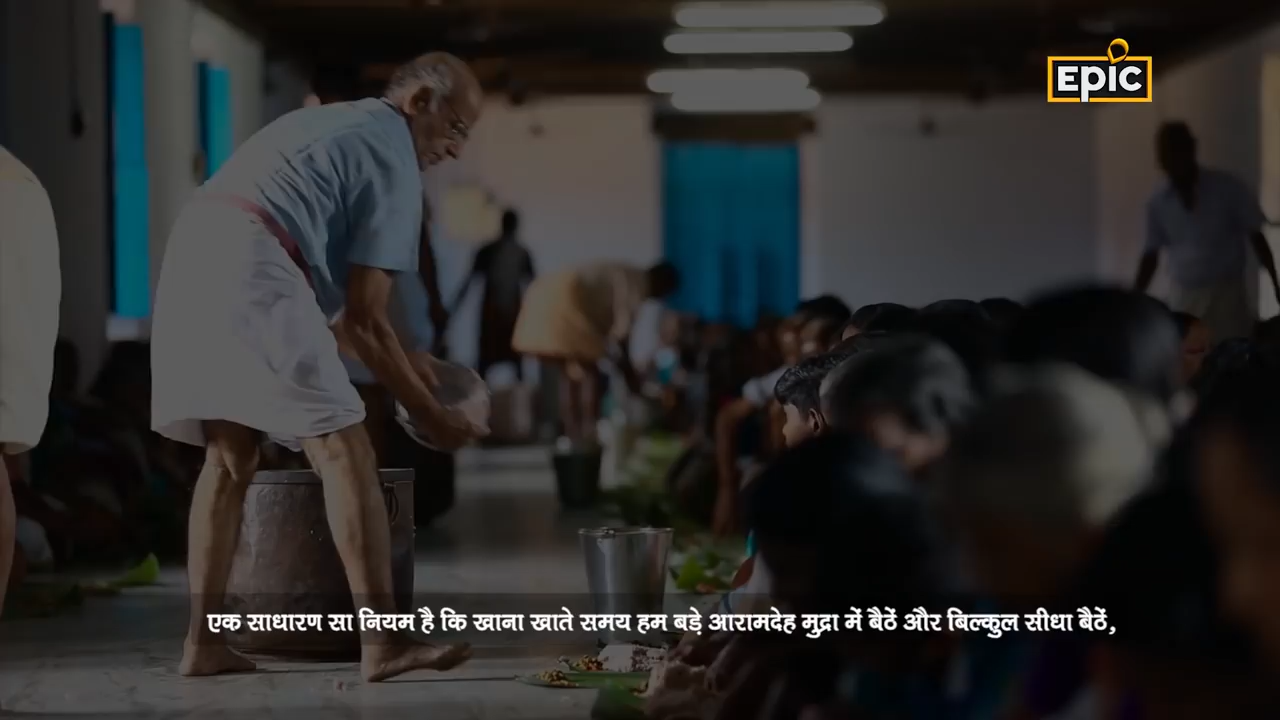 EPIC
एक साधारण सा नियम है कि खाना खाते समय हम बड़े आरामदेह मुद्रा में बैठें और बिल्कुल सीधा बैठें,